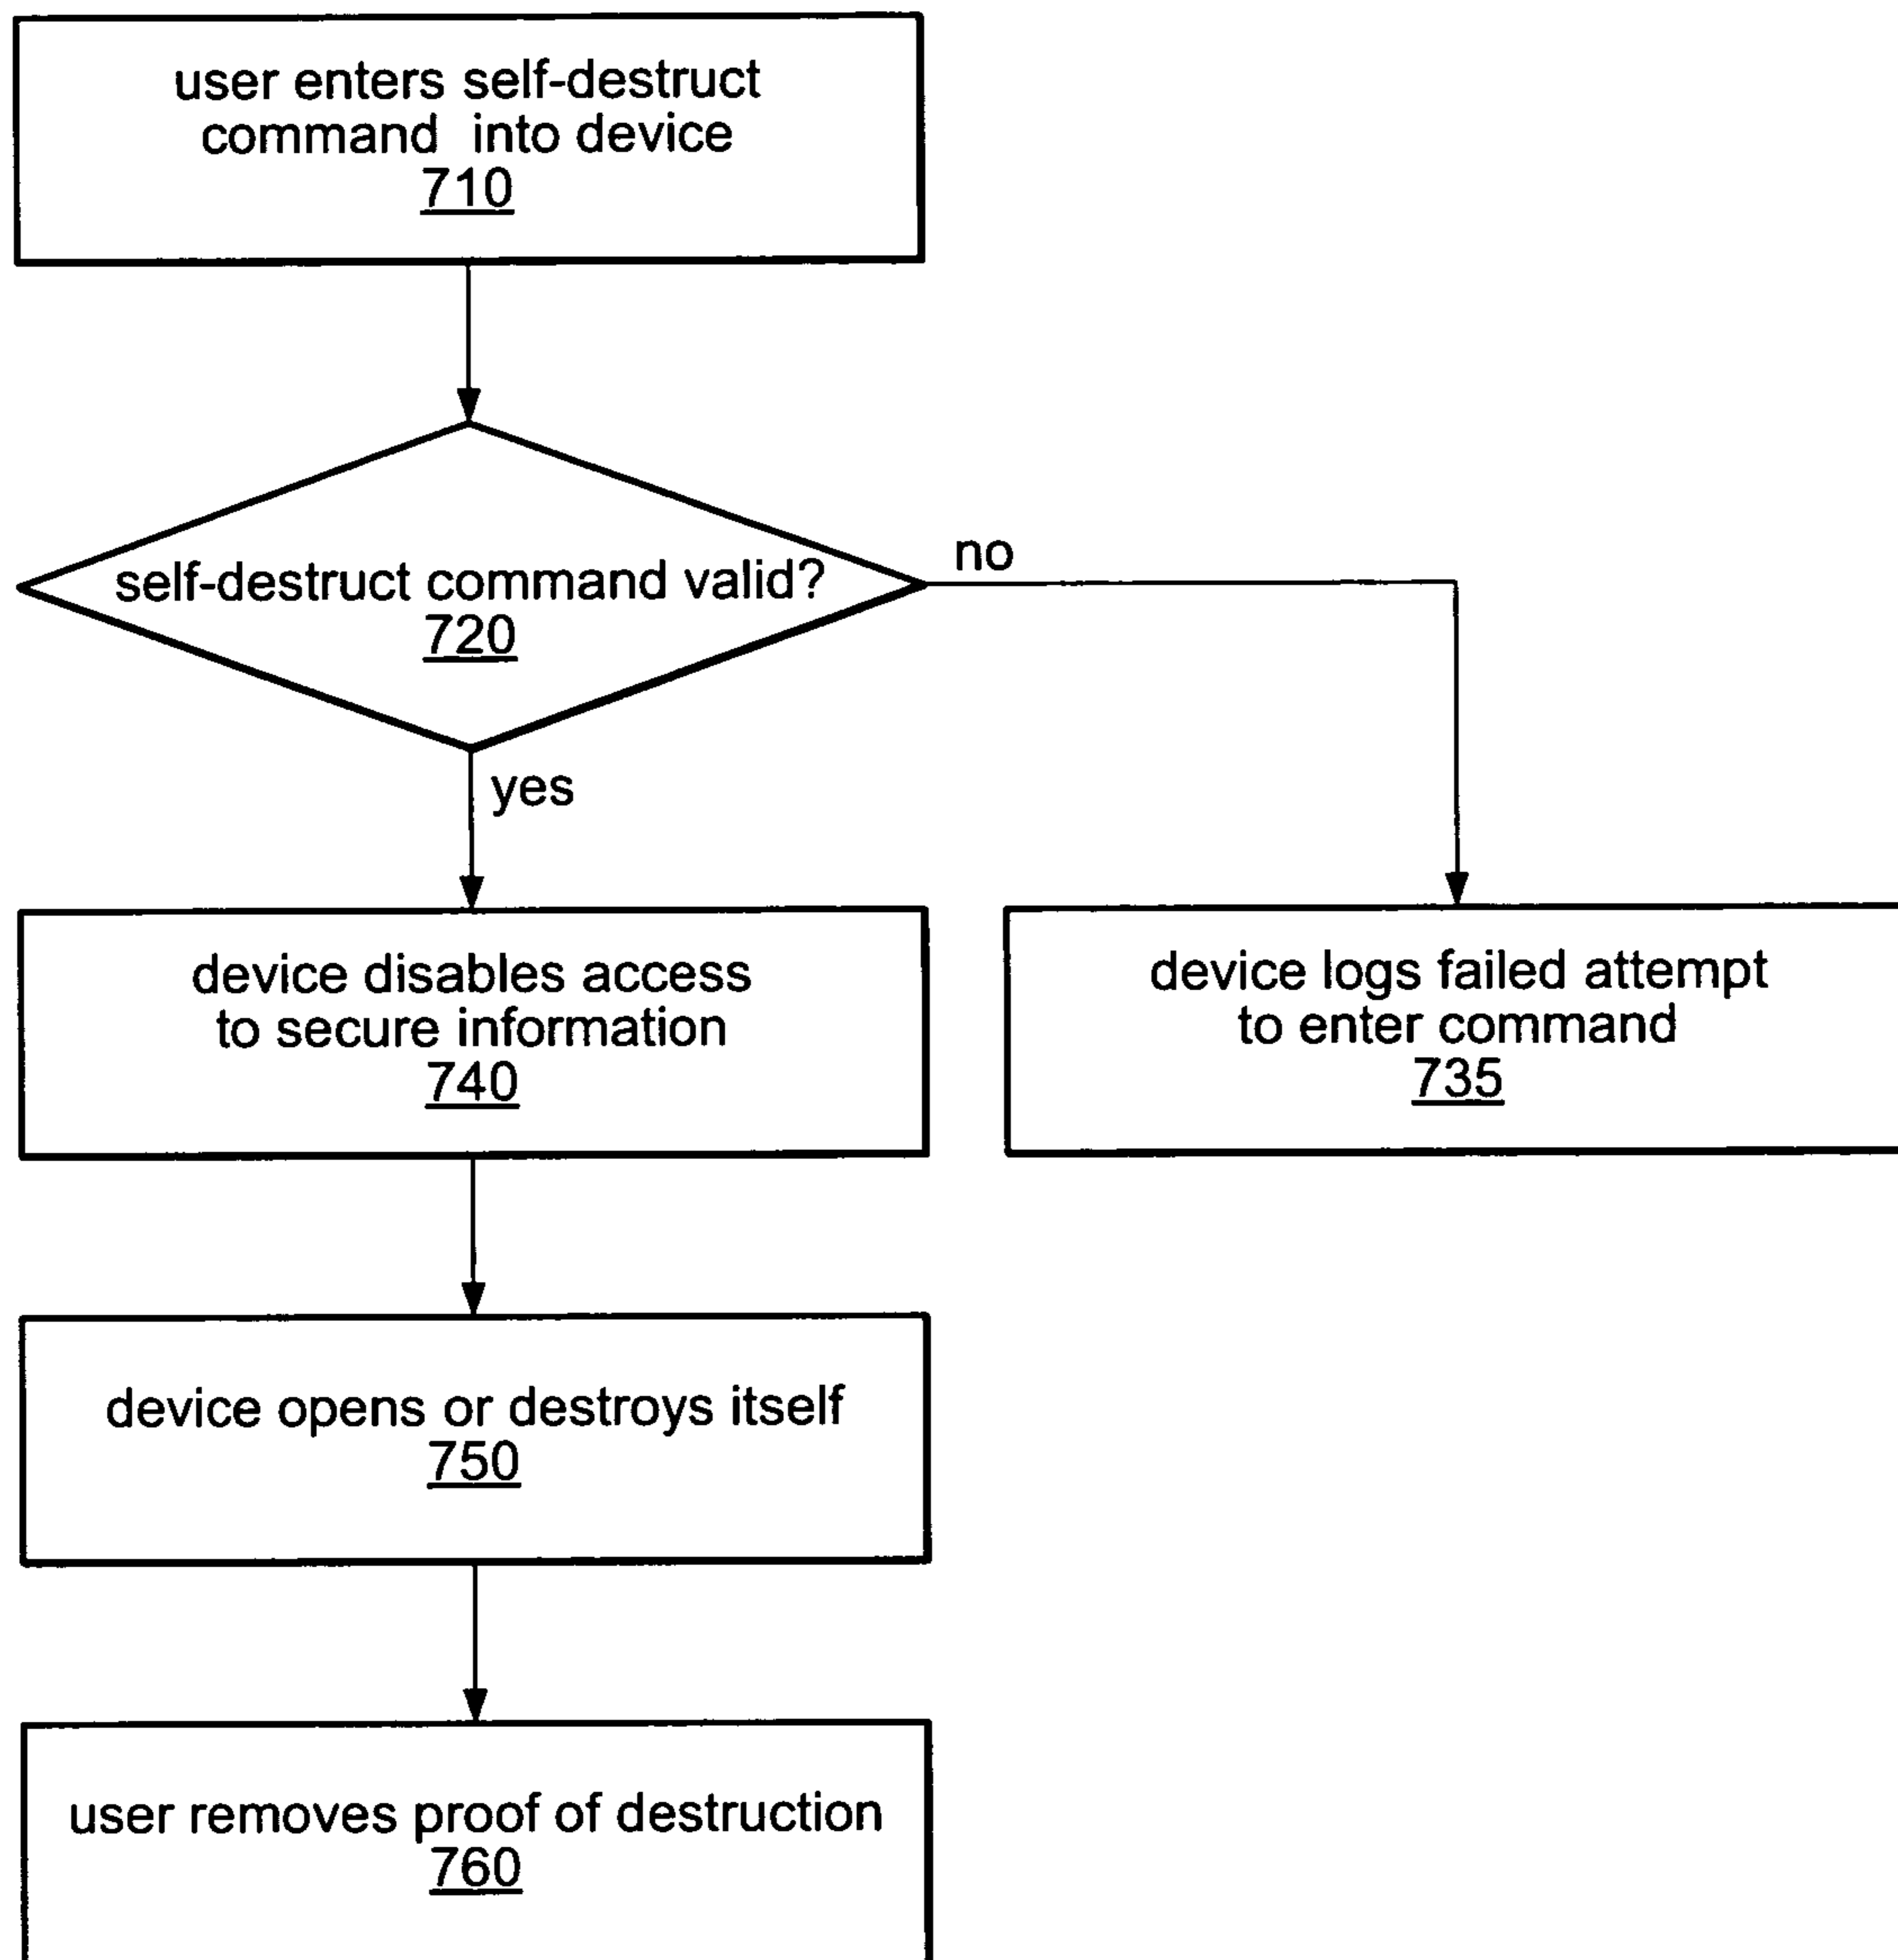 user enters self-destruct
command into device
710
self-destruct command valid?
720
no
yes
device disables access
to secure information
740
device logs failed attempt
to enter command
735
device opens or destroys itself
750
user removes proof of destruction
760